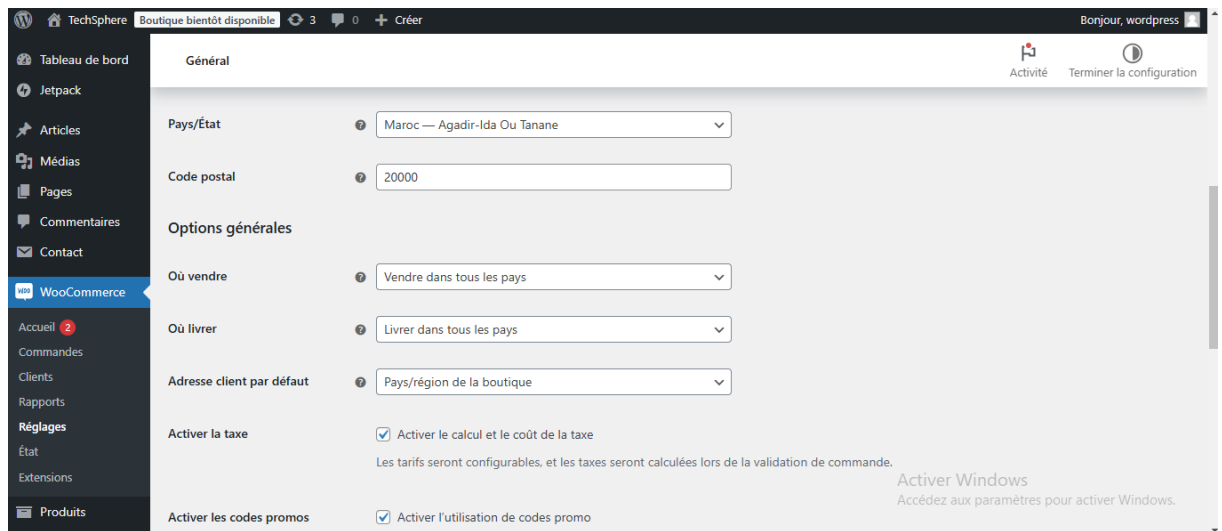 TechSphere Boutique bientôt disponible 3 0 + Créer Bonjour, wordpress
Tableau de bord
Jetpack
Articles
Médias
Pages
Commentaires
Contact
WooCommerce
Accueil 2
Commandes
Clients
Rapports
Réglages
État
Extensions
Produits
Général
Activité
Terminer la configuration
Pays/État Maroc — Agadir-Ida Ou Tanane
Code postal 20000
Options générales
Où vendre Vendre dans tous les pays
Où livrer Livrer dans tous les pays
Adresse client par défaut Pays/région de la boutique
Activer la taxe Activer le calcul et le coût de la taxe
Les tarifs seront configurables, et les taxes seront calculées lors de la validation de commande.
Activer les codes promos Activer l'utilisation de codes promo
Activer Windows
Accédez aux paramètres pour activer Windows.